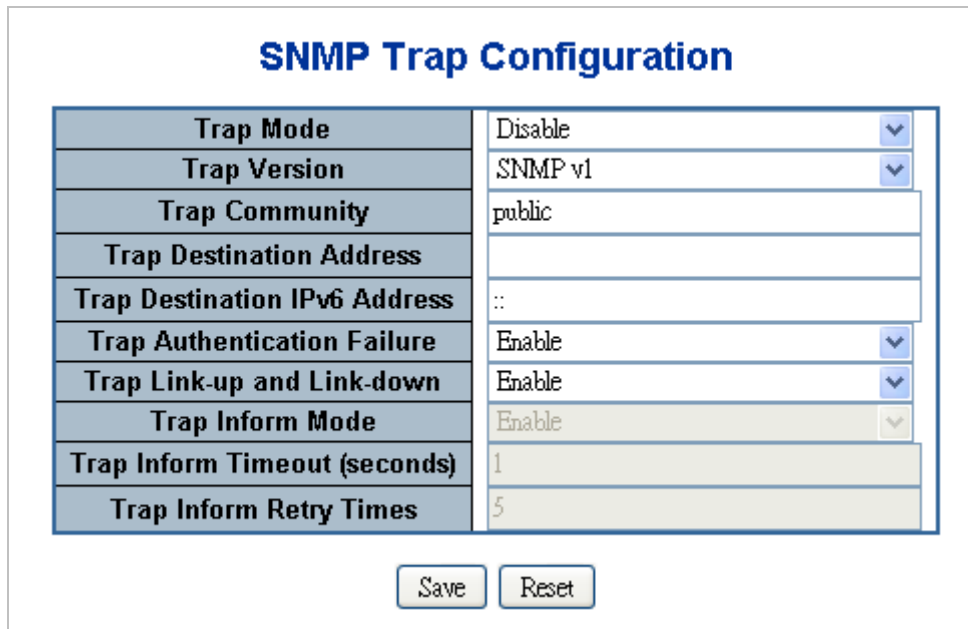 SNMP Trap Configuration
Trap Mode Disable
Trap Version SNMP v1
Trap Community public
Trap Destination Address
Trap Destination IPv6 Address ::
Trap Authentication Failure Enable
Trap Link-up and Link-down Enable
Trap Inform Mode Enable
Trap Inform Timeout (seconds) 1
Trap Inform Retry Times 5
Save Reset